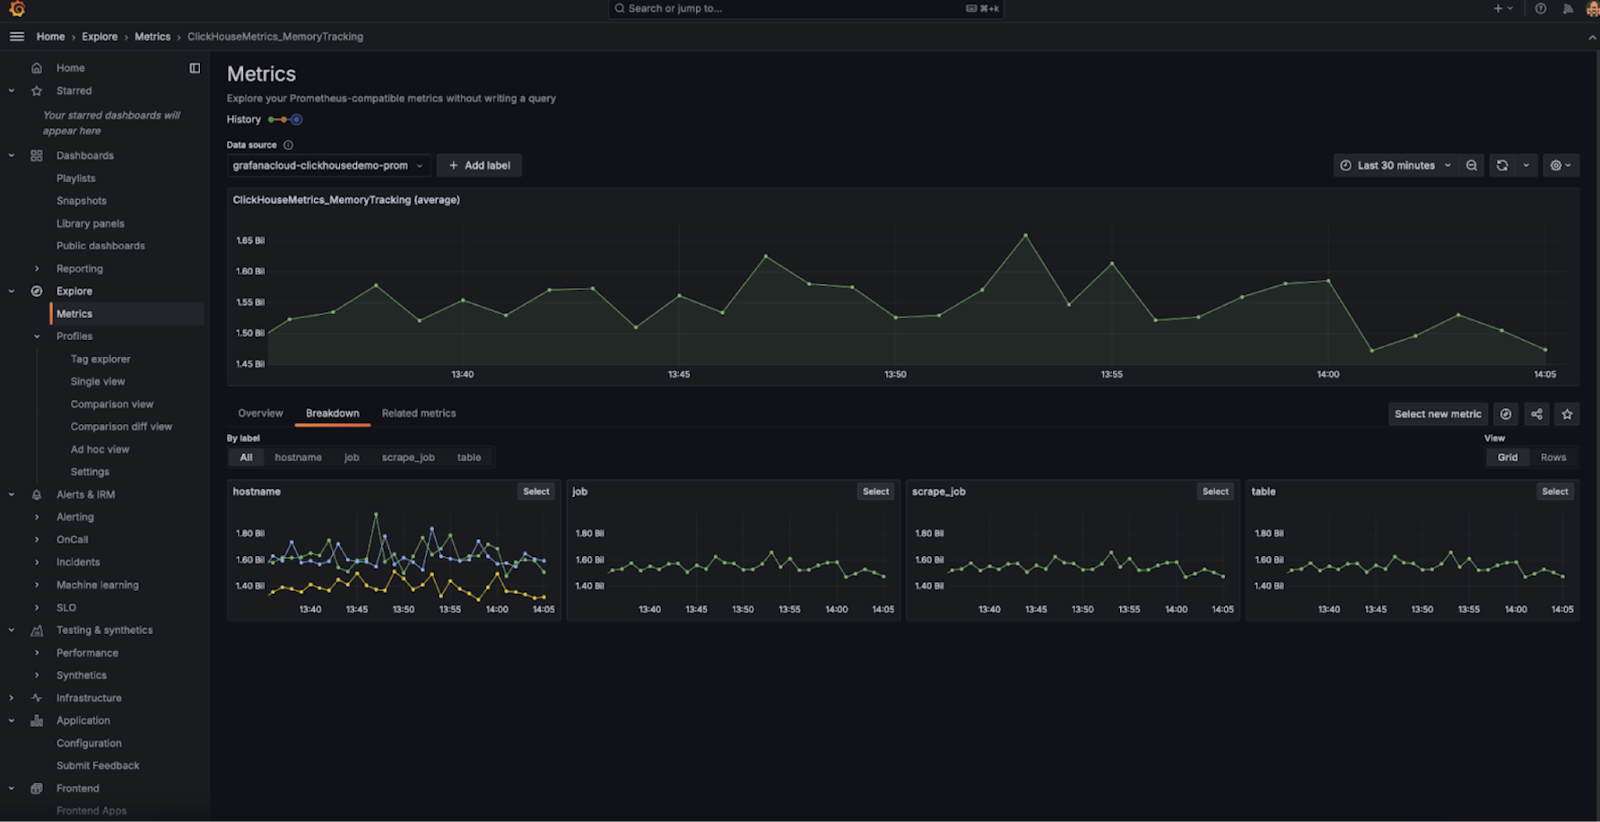 Search or jump to...
⌘+k
Home › Explore › Metrics › ClickHouseMetrics_MemoryTracking
Home
Starred
Your starred dashboards will
appear here
Dashboards
Playlists
Snapshots
Library panels
Public dashboards
Reporting
Explore
Metrics
Profiles
Tag explorer
Single view
Comparison view
Comparison diff view
Ad hoc view
Settings
Alerts & IRM
Alerting
OnCall
Incidents
Machine learning
SLO
Testing & synthetics
Performance
Synthetics
Infrastructure
Application
Configuration
Submit Feedback
Frontend
Frontend Apps
Metrics
Explore your Prometheus-compatible metrics without writing a query
History
Data source
grafanacloud-clickhousedemo-prom
+ Add label
Last 30 minutes
ClickHouseMetrics_MemoryTracking (average)
1.65 Bil
1.60 Bil
1.55 Bil
1.50 Bil
1.45 Bil
13:40 13:45 13:50 13:55 14:00 14:05
Overview Breakdown Related metrics
Select new metric
By label
View
All hostname job scrape_job table
Grid Rows
hostname Select
1.80 Bil
1.60 Bil
1.40 Bil
13:40 13:45 13:50 13:55 14:00 14:05
job Select
1.80 Bil
1.60 Bil
1.40 Bil
13:40 13:45 13:50 13:55 14:00 14:05
scrape_job Select
1.80 Bil
1.60 Bil
1.40 Bil
13:40 13:45 13:50 13:55 14:00 14:05
table Select
1.80 Bil
1.60 Bil
1.40 Bil
13:40 13:45 13:50 13:55 14:00 14:05